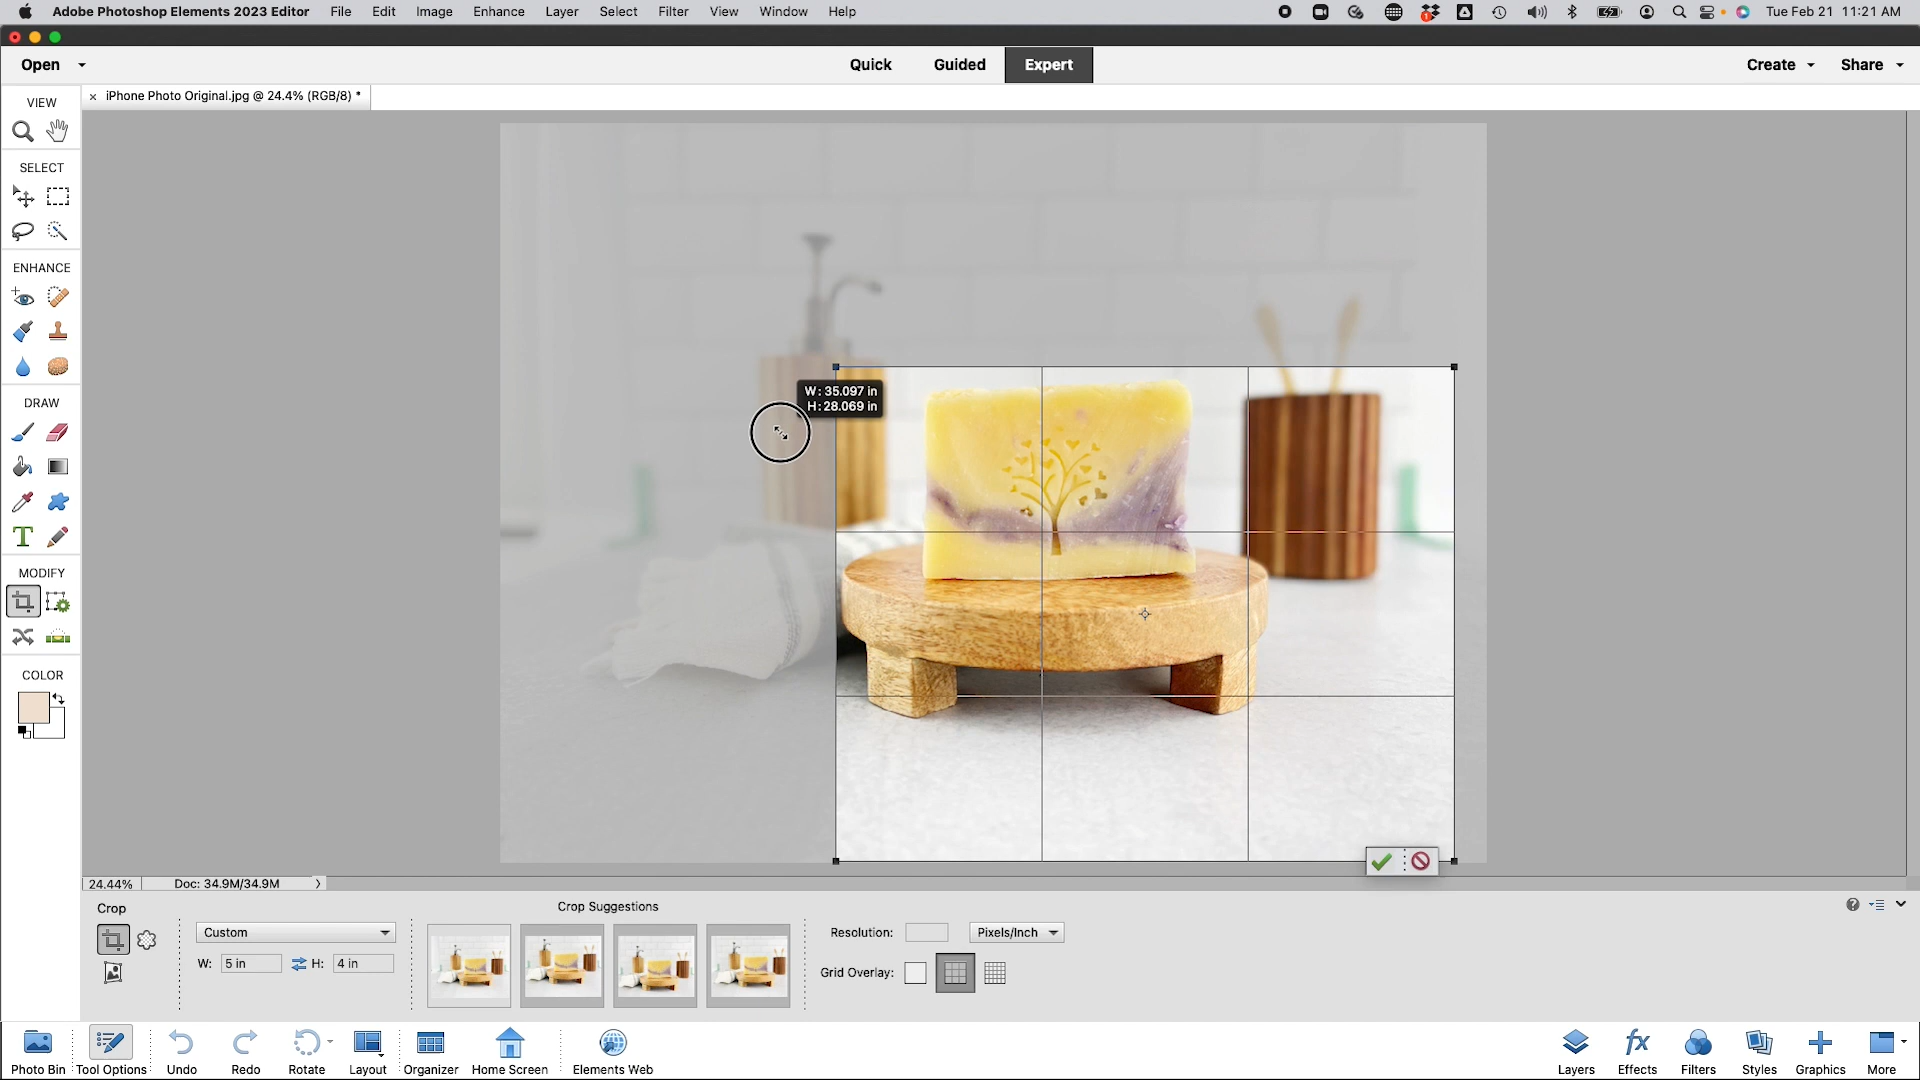 Adobe Photoshop Elements 2023 Editor File Edit Image Enhance Layer Select Filter View Window Help Tue Feb 21 11:21 AM
Open Quick Guided Expert Create Share
× iPhone Photo Original.jpg @ 24.4% (RGB/8) *
VIEW
SELECT
ENHANCE
W: 35.097 in
H: 28.069 in
DRAW
T
MODIFY
COLOR
24.44% Doc: 34.9M/34.9M >
Crop
Crop Suggestions
Custom
W: 5 in H: 4 in
Resolution: Pixels/Inch
Grid Overlay:
Photo Bin Tool Options Undo Redo Rotate Layout Organizer Home Screen Elements Web Layers Effects Filters Styles Graphics More